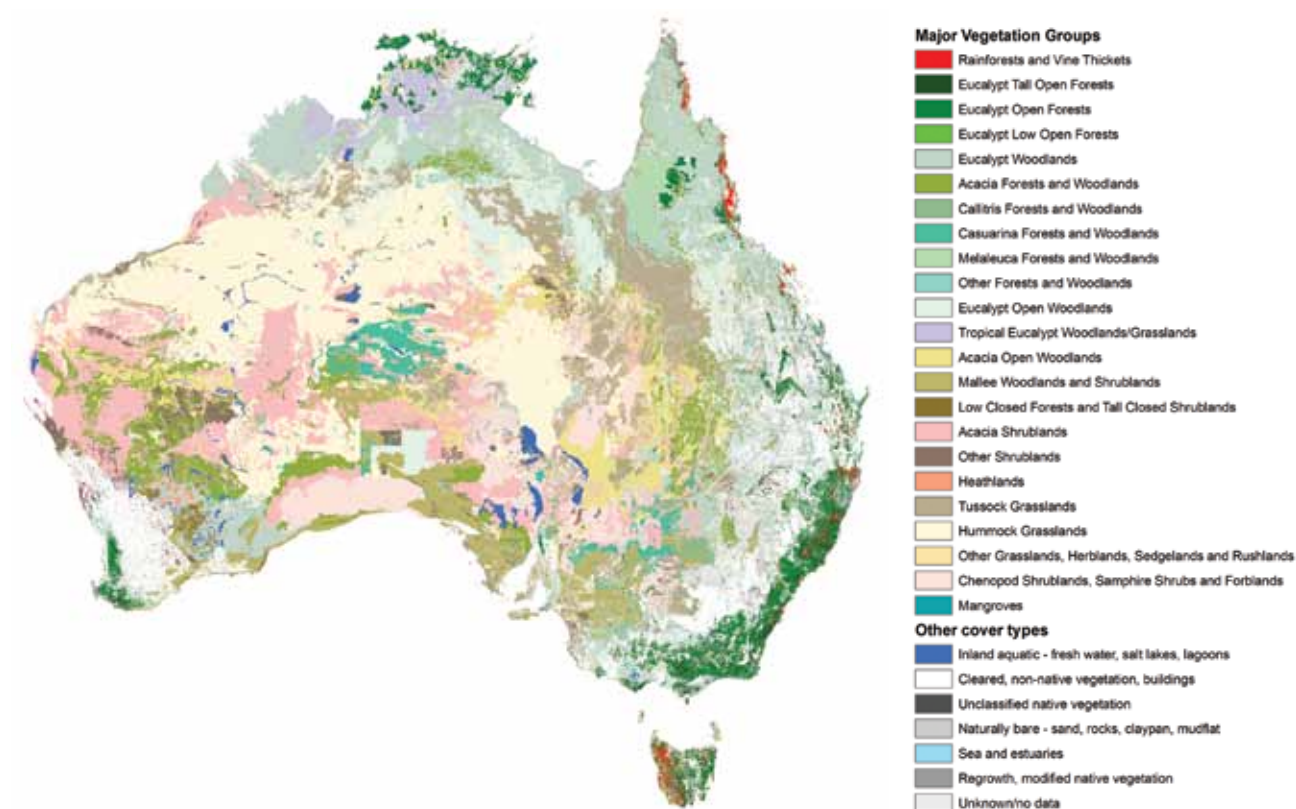 Major Vegetation Groups
Rainforests and Vine Thickets
Eucalypt Tall Open Forests
Eucalypt Open Forests
Eucalypt Low Open Forests
Eucalypt Woodlands
Acacia Forests and Woodlands
Callitris Forests and Woodlands
Casuarina Forests and Woodlands
Melaleuca Forests and Woodlands
Other Forests and Woodlands
Eucalypt Open Woodlands
Tropical Eucalypt Woodlands/Grasslands
Acacia Open Woodlands
Mallee Woodlands and Shrublands
Low Closed Forests and Tall Closed Shrublands
Acacia Shrublands
Other Shrublands
Heathlands
Tussock Grasslands
Hummock Grasslands
Other Grasslands, Herblands, Sedgelands and Rushlands
Chenopod Shrublands, Samphire Shrubs and Forblands
Mangroves
Other cover types
Inland aquatic - fresh water, salt lakes, lagoons
Cleared, non-native vegetation, buildings
Unclassified native vegetation
Naturally bare - sand, rocks, claypan, mudflat
Sea and estuaries
Regrowth, modified native vegetation
Unknown/no data